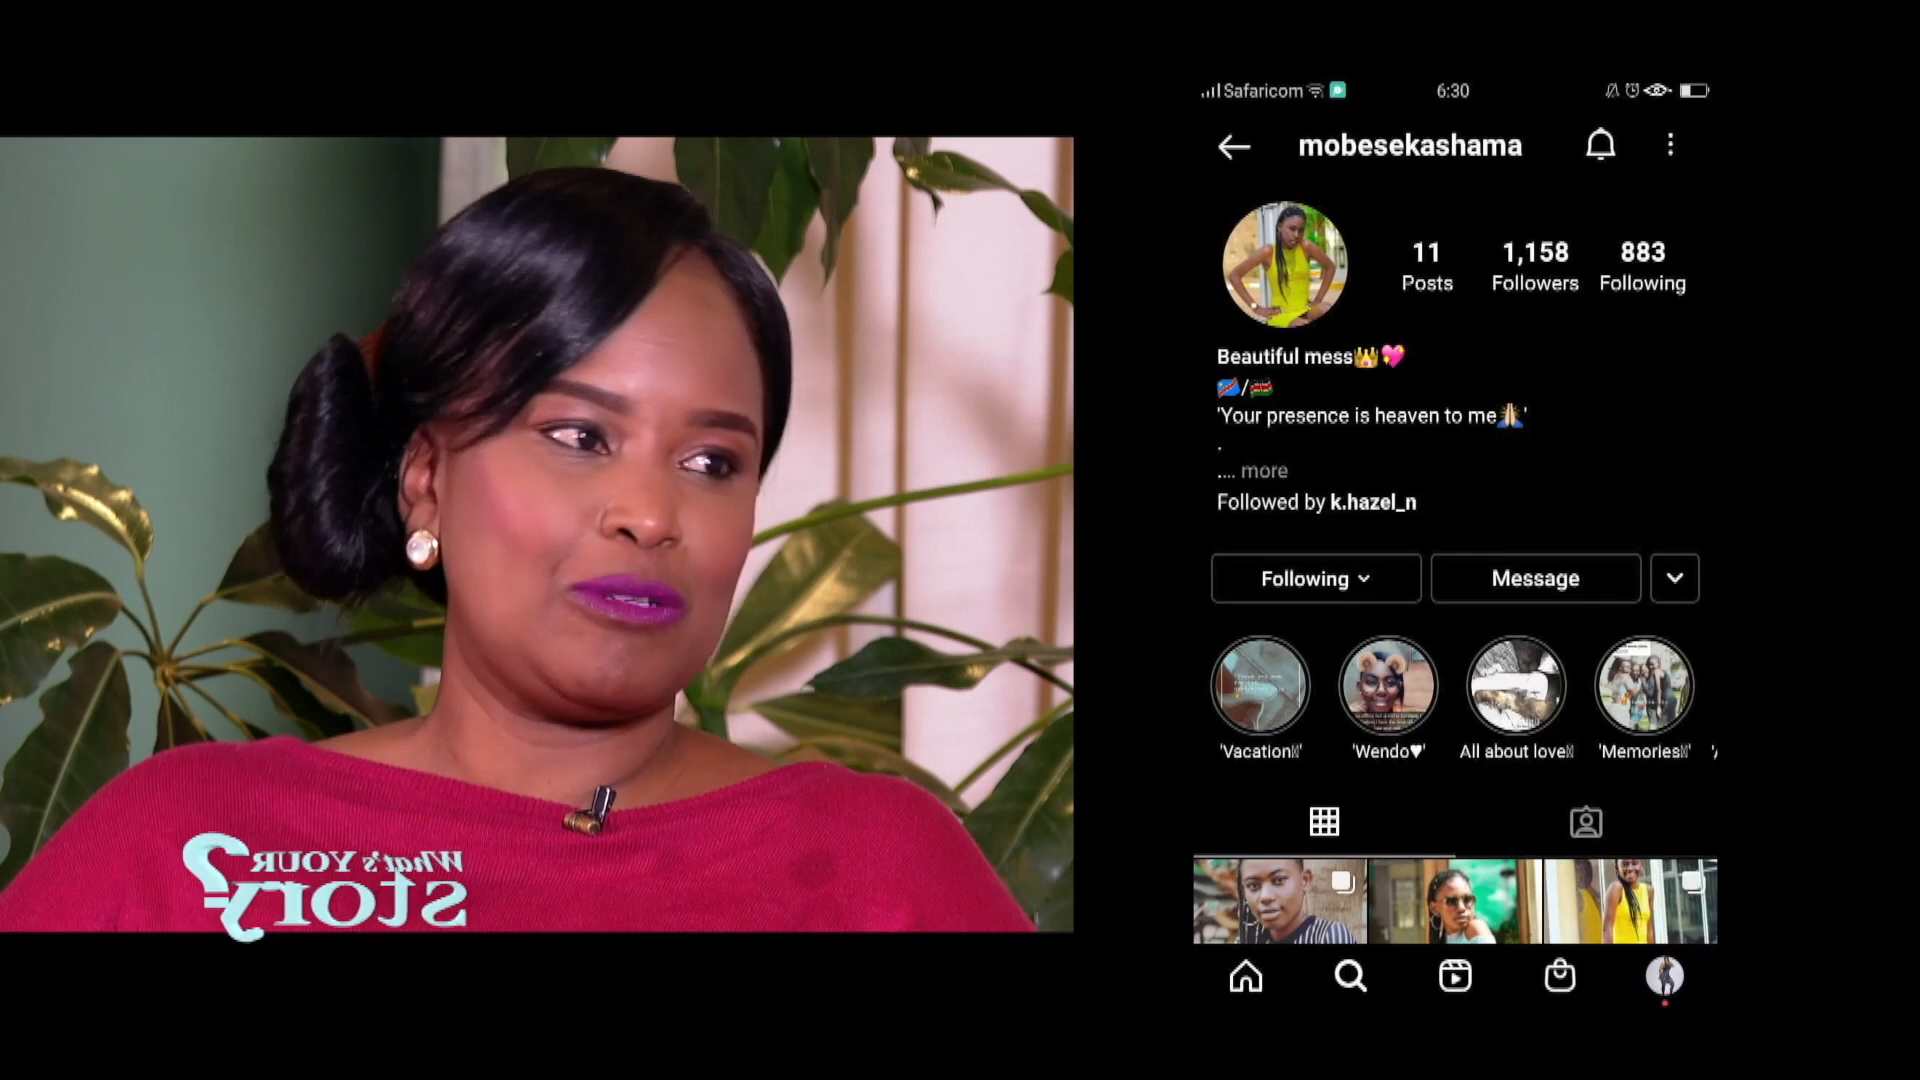 What's YOUR
Story?
Safaricom
6:30
mobesekashama
11
Posts
1,158
Followers
883
Following
Beautiful mess👑💖
🇨🇩/🇰🇪
'Your presence is heaven to me🙏'
.
.... more
Followed by k.hazel_n
Following
Message
'Vacation'
'Wendo♥'
All about love
'Memories'